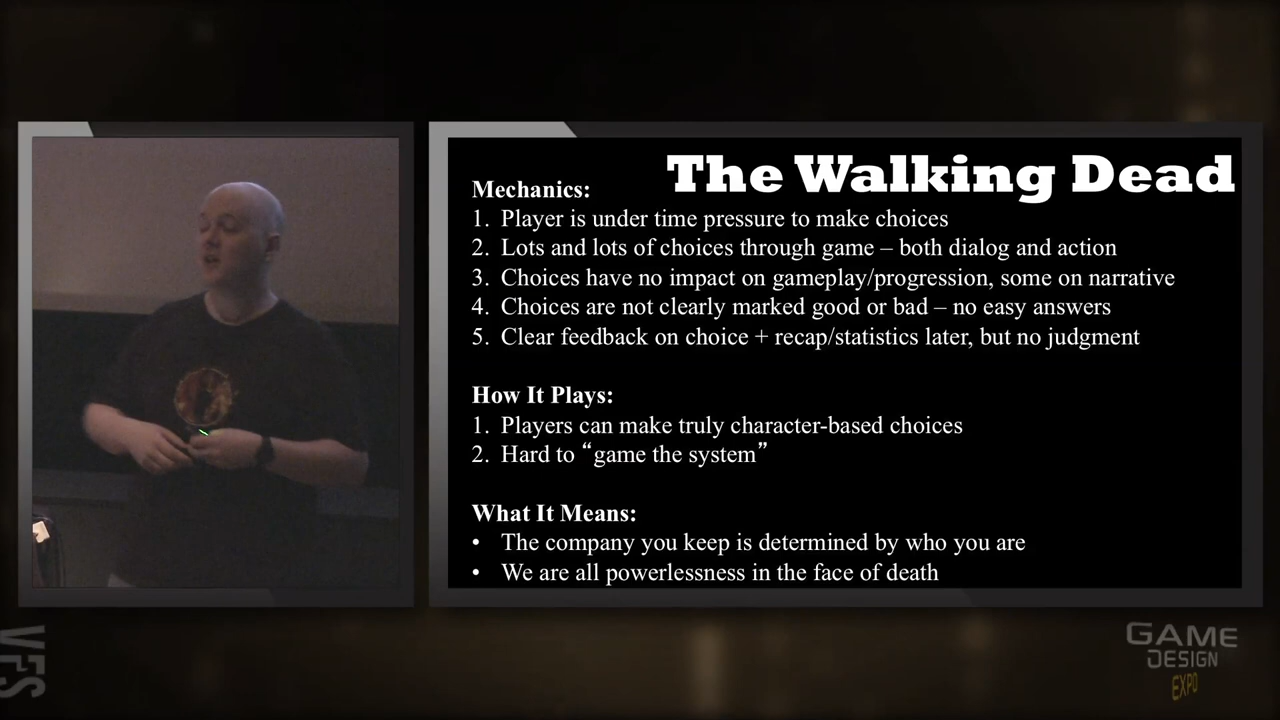 The Walking Dead
Mechanics:
1. Player is under time pressure to make choices
2. Lots and lots of choices through game – both dialog and action
3. Choices have no impact on gameplay/progression, some on narrative
4. Choices are not clearly marked good or bad – no easy answers
5. Clear feedback on choice + recap/statistics later, but no judgment
How It Plays:
1. Players can make truly character-based choices
2. Hard to “game the system”
What It Means:
• The company you keep is determined by who you are
• We are all powerlessness in the face of death
VFS
GAME
DESIGN
EXPO